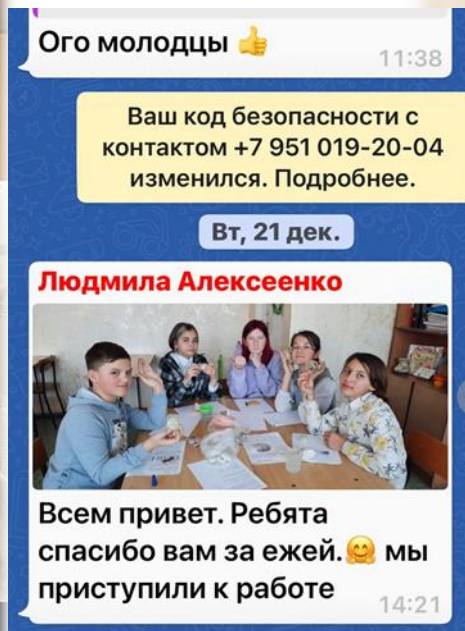 Ого молодцы 👍
11:38
Ваш код безопасности с
контактом +7 951 019-20-04
изменился. Подробнее.
Вт, 21 дек.
Людмила Алексеенко
Всем привет. Ребята
спасибо вам за ежей.🤗 мы
приступили к работе
14:21